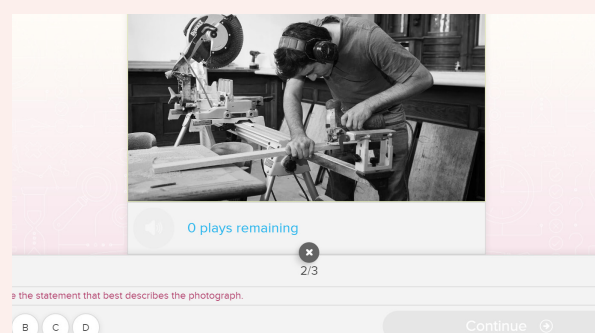 0 plays remaining
2/3
e the statement that best describes the photograph.
B
C
D
Continue